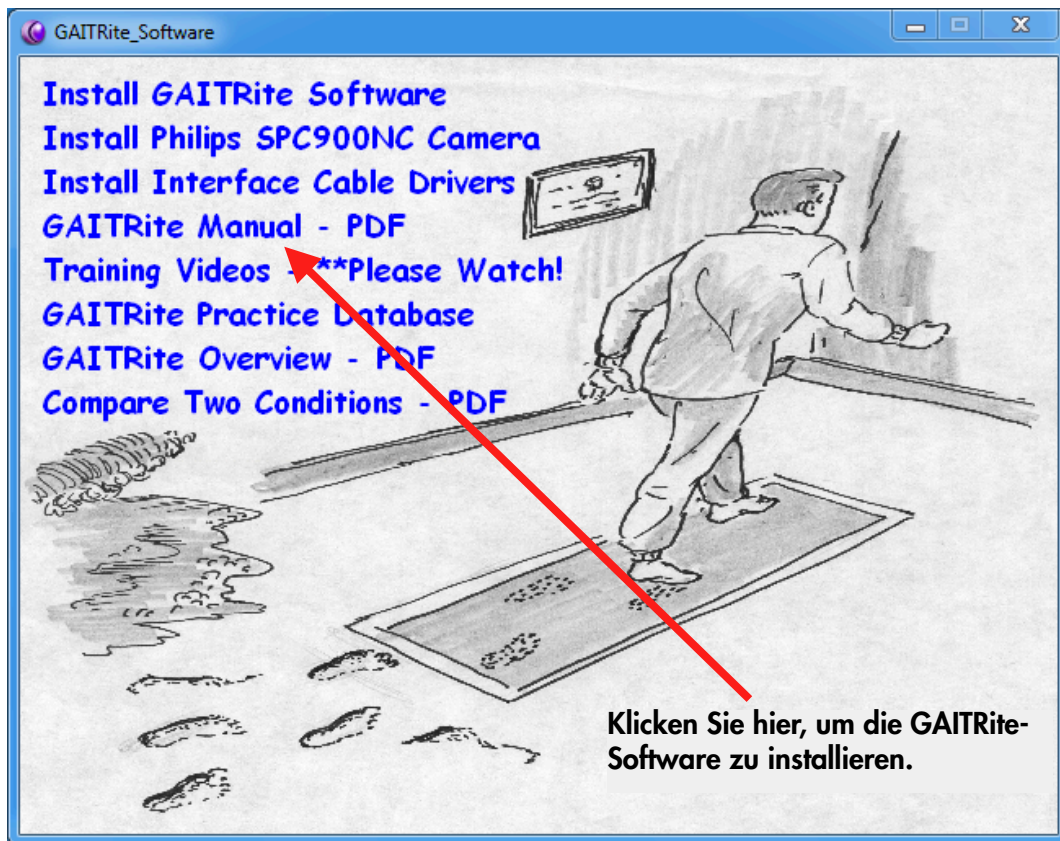 GAITRite_Software
Install GAITRite Software
Install Philips SPC900NC Camera
Install Interface Cable Drivers
GAITRite Manual - PDF
Training Videos - **Please Watch!
GAITRite Practice Database
GAITRite Overview - PDF
Compare Two Conditions - PDF
Klicken Sie hier, um die GAITRite-
Software zu installieren.